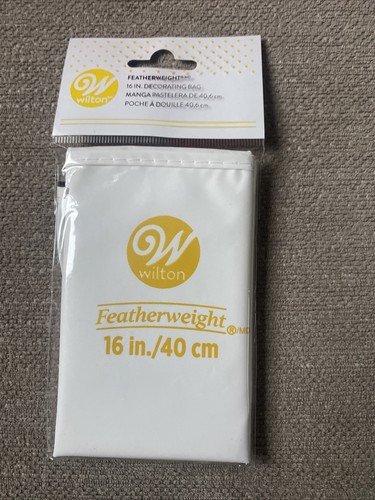 W
wilton
FEATHERWEIGHT
16 IN. DECORATING BAG
MANGA PASTELERA DE 40,6 cm
POCHE À DOUILLE 40,6 cm
W
wilton
Featherweight ®/MD
16 in./40 cm